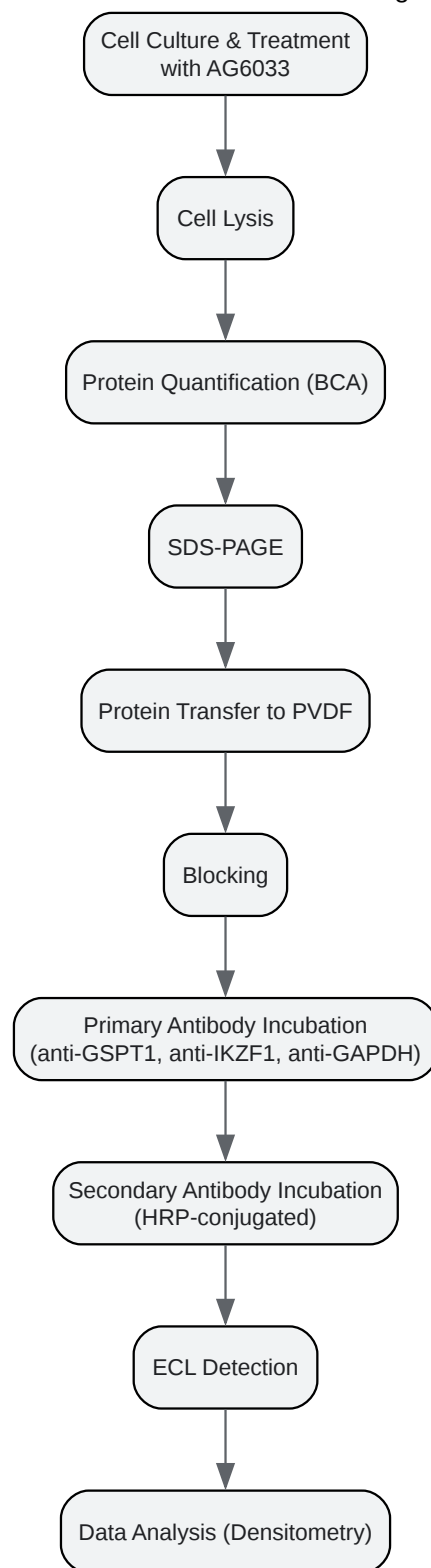 Cell Culture & Treatment
with AG6033
Cell Lysis
Protein Quantification (BCA)
SDS-PAGE
Protein Transfer to PVDF
Blocking
Primary Antibody Incubation
(anti-GSPT1, anti-IKZF1, anti-GAPDH)
Secondary Antibody Incubation
(HRP-conjugated)
ECL Detection
Data Analysis (Densitometry)